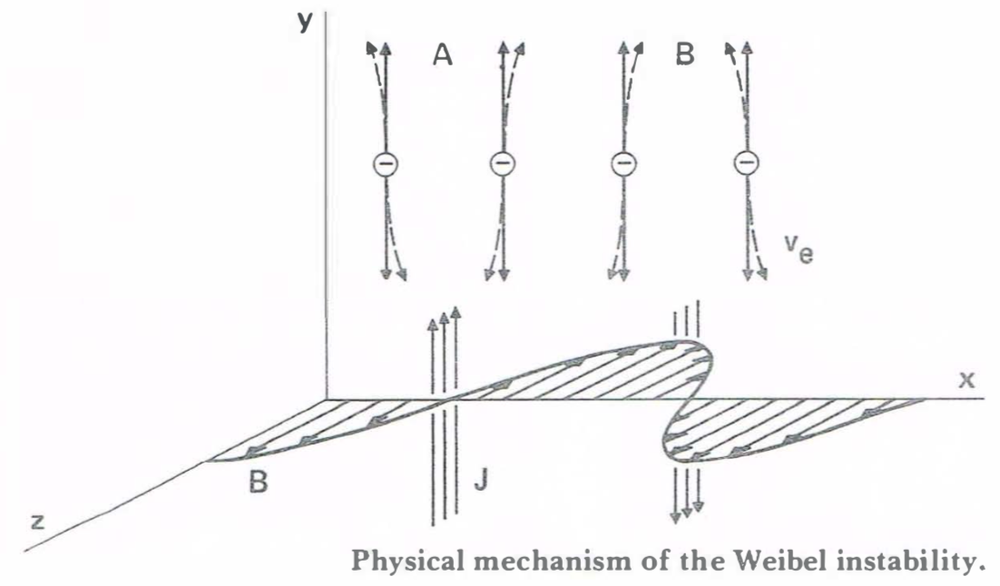 y
A
B
−
−
−
−
v_e
x
B
J
z
Physical mechanism of the Weibel instability.